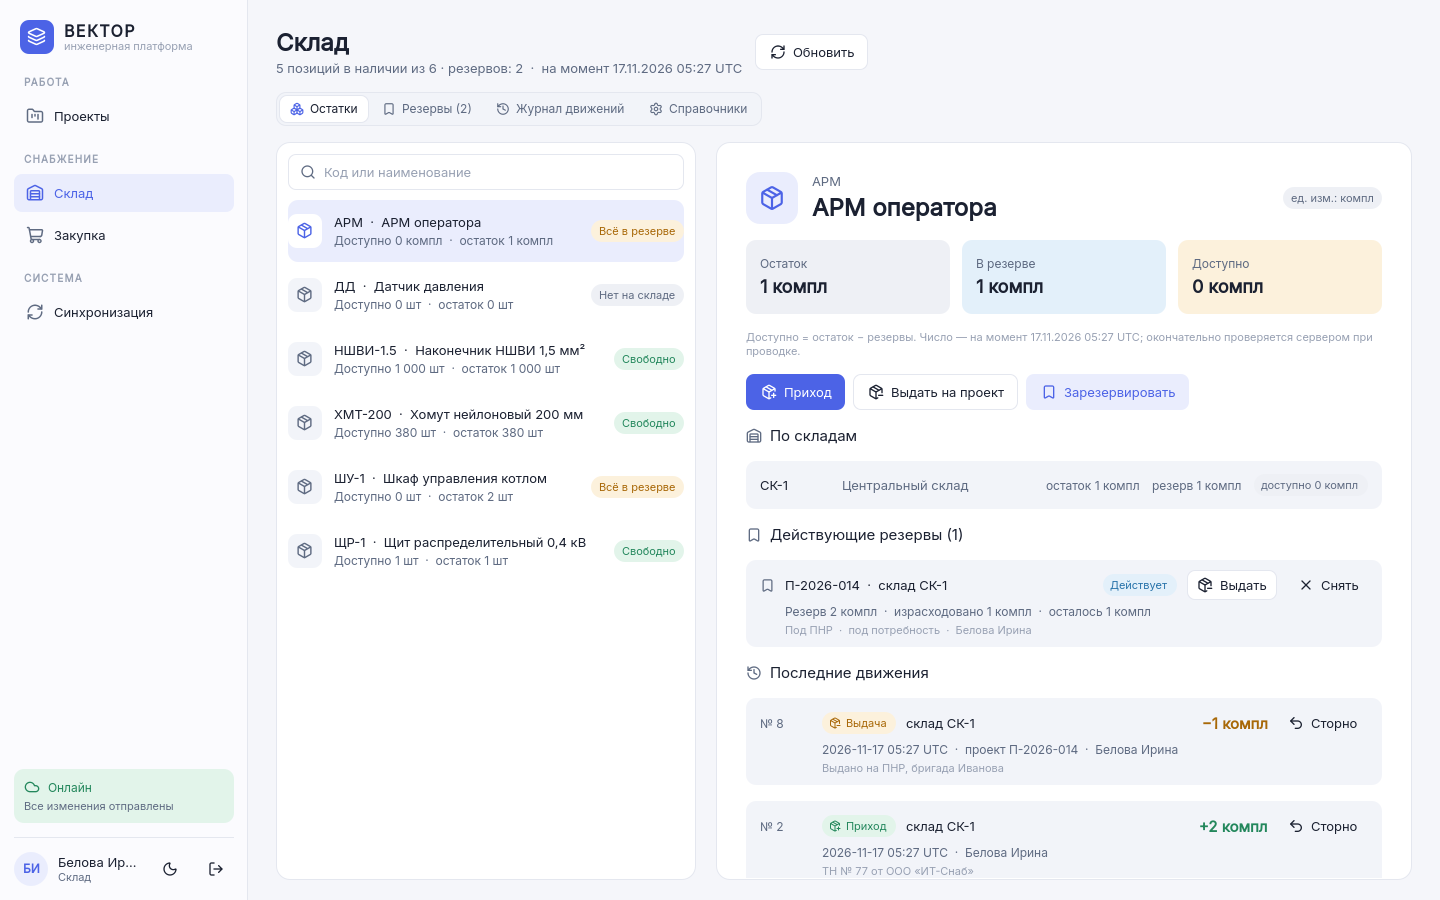 ВЕКТОР
инженерная платформа
РАБОТА
Проекты
СНАБЖЕНИЕ
Склад
Закупка
СИСТЕМА
Синхронизация
Онлайн
Все изменения отправлены
БИ
Белова Ир...
Склад
Склад
5 позиций в наличии из 6 · резервов: 2 · на момент 17.11.2026 05:27 UTC
Обновить
Остатки
Резервы (2)
Журнал движений
Справочники
Код или наименование
АРМ · АРМ оператора
Доступно 0 компл · остаток 1 компл
Всё в резерве
ДД · Датчик давления
Доступно 0 шт · остаток 0 шт
Нет на складе
НШВИ-1.5 · Наконечник НШВИ 1,5 мм²
Доступно 1 000 шт · остаток 1 000 шт
Свободно
ХМТ-200 · Хомут нейлоновый 200 мм
Доступно 380 шт · остаток 380 шт
Свободно
ШУ-1 · Шкаф управления котлом
Доступно 0 шт · остаток 2 шт
Всё в резерве
ЩР-1 · Щит распределительный 0,4 кВ
Доступно 1 шт · остаток 1 шт
Свободно
АРМ
АРМ оператора
ед. изм.: компл
Остаток
1 компл
В резерве
1 компл
Доступно
0 компл
Доступно = остаток − резервы. Число — на момент 17.11.2026 05:27 UTC; окончательно проверяется сервером при
проводке.
Приход
Выдать на проект
Зарезервировать
По складам
СК-1
Центральный склад
остаток 1 компл
резерв 1 компл
доступно 0 компл
Действующие резервы (1)
П-2026-014 · склад СК-1
Действует
Выдать
Снять
Резерв 2 компл · израсходовано 1 компл · осталось 1 компл
Под ПНР · под потребность · Белова Ирина
Последние движения
№ 8
Выдача
склад СК-1
−1 компл
Сторно
2026-11-17 05:27 UTC · проект П-2026-014 · Белова Ирина
Выдано на ПНР, бригада Иванова
№ 2
Приход
склад СК-1
+2 компл
Сторно
2026-11-17 05:27 UTC · Белова Ирина
ТН № 77 от ООО «ИТ-Снаб»